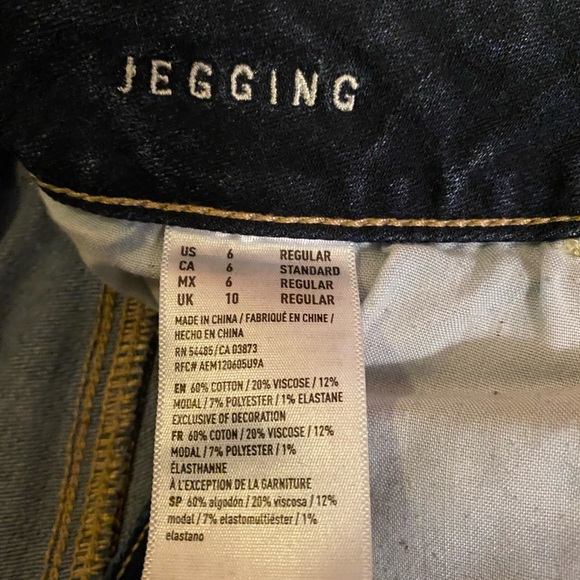 JEGGING
US 6 REGULAR
CA 6 STANDARD
MX 6 REGULAR
UK 10 REGULAR
MADE IN CHINA / FABRIQUÉ EN CHINE /
HECHO EN CHINA
RN 54485/CA 03873
RFC# AEM120605U9A
EN 60% COTTON / 20% VISCOSE / 12%
MODAL / 7% POLYESTER / 1% ELASTANE
EXCLUSIVE OF DECORATION
FR 60% COTON / 20% VISCOSE / 12%
MODAL / 7% POLYESTER / 1%
ÉLASTHANNE
À L'EXCEPTION DE LA GARNITURE
SP 60% algodón / 20% viscosa / 12%
modal / 7% elastomultiéster / 1%
elastano